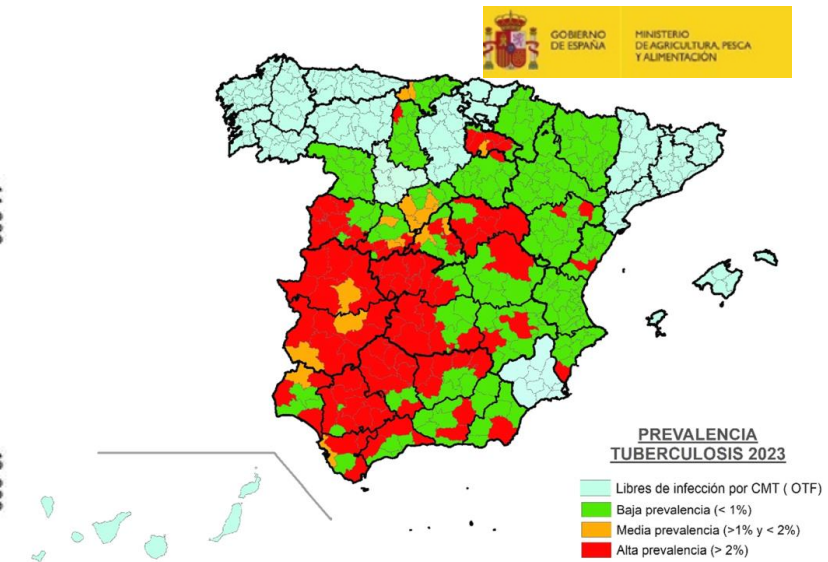 GOBIERNO
DE ESPAÑA
MINISTERIO
DE AGRICULTURA, PESCA
Y ALIMENTACIÓN
PREVALENCIA
TUBERCULOSIS 2023
Libres de infección por CMT ( OTF)
Baja prevalencia (< 1%)
Media prevalencia (>1% y < 2%)
Alta prevalencia (> 2%)